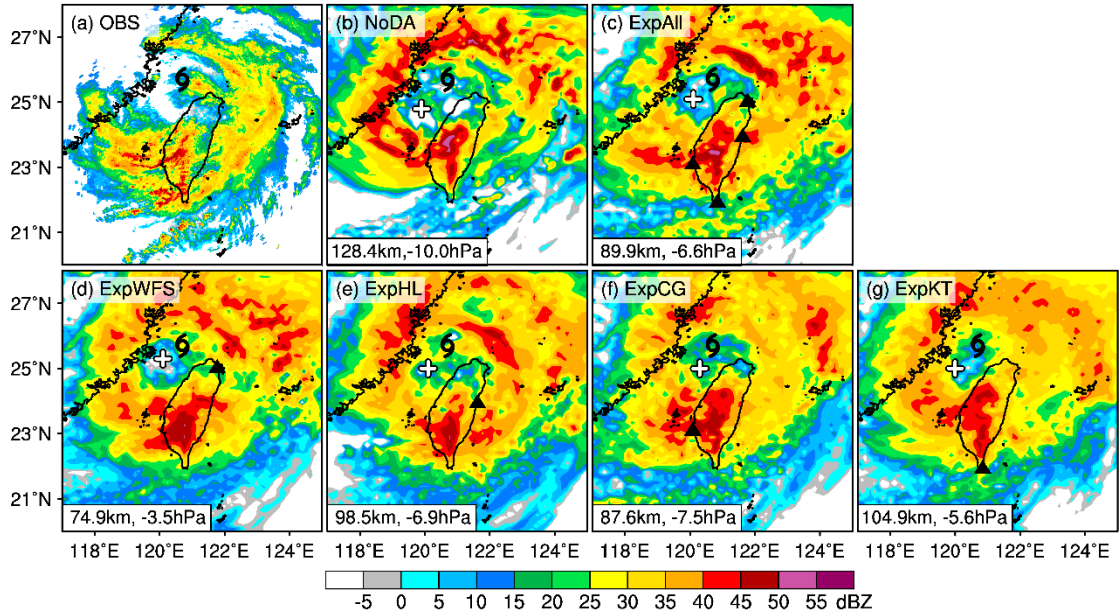 (a) OBS
(b) NoDA
(c) ExpAll
27°N
25°N
23°N
21°N
128.4km,-10.0hPa
89.9km,-6.6hPa
(d) ExpWFS
(e) ExpHL
(f) ExpCG
(g) ExpKT
27°N
25°N
23°N
21°N
74.9km, -3.5hPa
98.5km, -6.9hPa
87.6km, -7.5hPa
104.9km, -5.6hPa
118°E 120°E 122°E 124°E 118°E 120°E 122°E 124°E 118°E 120°E 122°E 124°E 118°E 120°E 122°E 124°E
-5 0 5 10 15 20 25 30 35 40 45 50 55 dBZ